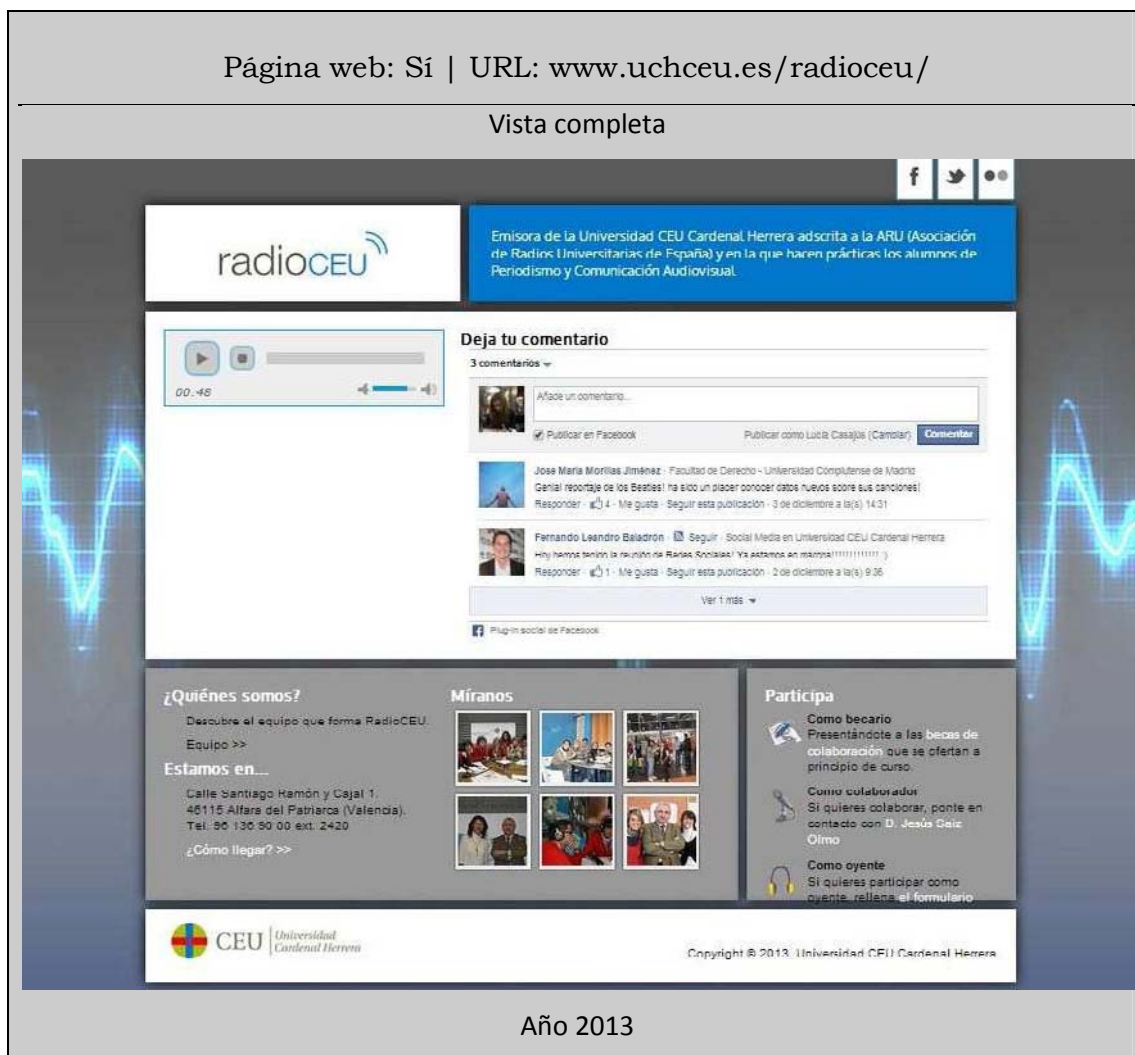 Página web: Sí | URL: www.uchceu.es/radioceu/
Vista completa
f
radioCEU
Emisora de la Universidad CEU Cardenal Herrera adscrita a la ARU (Asociación
de Radios Universitarias de España) y en la que hacen prácticas los alumnos de
Periodismo y Comunicación Audiovisual.
00:48
Deja tu comentario
3 comentarios
Añade un comentario...
Publicar en Facebook
Publicar como Lucía Casajús (Cambiar)
Comentar
Jose Maria Morillas Jiménez · Facultad de Derecho - Universidad Complutense de Madrid
Genial reportaje de los Beatles! ha sido un placer conocer datos nuevos sobre sus canciones!
Responder · 4 · Me gusta · Seguir esta publicación · 3 de diciembre a la(s) 14:31
Fernando Leandro Baladrón · Seguir · Social Media en Universidad CEU Cardenal Herrera
Hoy hemos tenido la reunión de Redes Sociales! Ya estamos en marcha!!!!!!!!!!!!! :)
Responder · 1 · Me gusta · Seguir esta publicación · 2 de diciembre a la(s) 9:36
Ver 1 más
Plug-in social de Facebook
¿Quiénes somos?
Descubre el equipo que forma RadioCEU.
Equipo >>
Estamos en...
Calle Santiago Ramón y Cajal 1.
46115 Alfara del Patriarca (Valencia).
Tel. 96 136 90 00 ext. 2420
¿Cómo llegar? >>
Míranos
Participa
Como becario
Presentándote a las becas de
colaboración que se ofertan a
principio de curso.
Como colaborador
Si quieres colaborar, ponte en
contacto con D. Jesús Gaiz
Olmo
Como oyente
Si quieres participar como
oyente, rellena el formulario
CEU Universidad
Cardenal Herrera
Copyright © 2013. Universidad CEU Cardenal Herrera
Año 2013